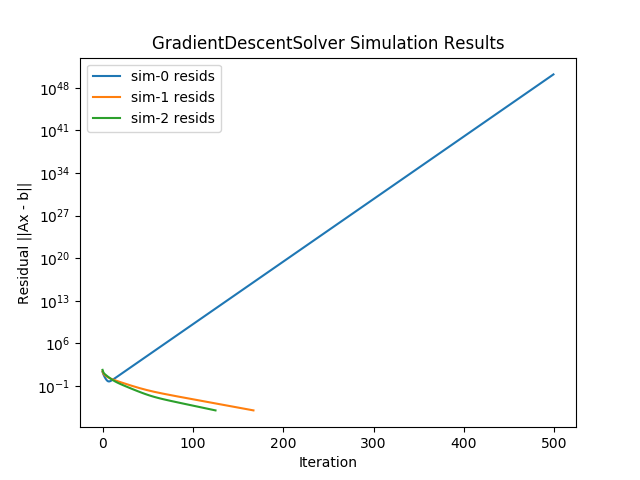 GradientDescentSolver Simulation Results
sim-0 resids
sim-1 resids
sim-2 resids
Residual ||Ax - b||
10^48
10^41
10^34
10^27
10^20
10^13
10^6
10^−1
0 100 200 300 400 500
Iteration